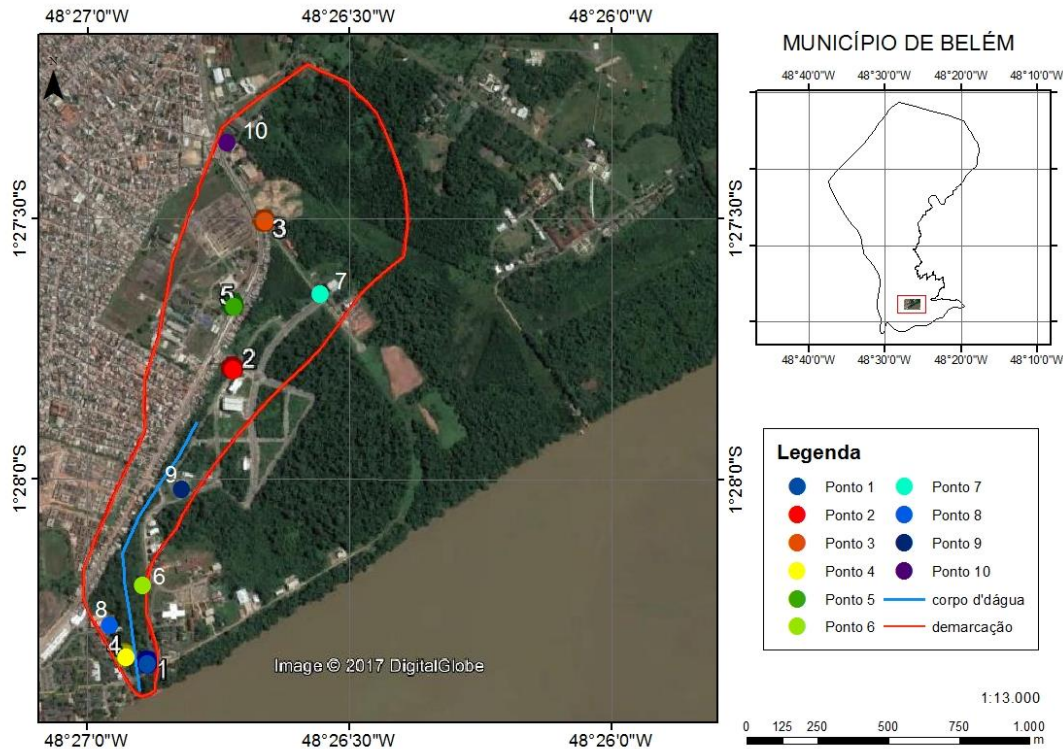 48°27'0"W 48°26'30"W 48°26'0"W
1°27'30"S
1°28'0"S
N
10
3
7
5
2
9
6
8
4
1
Image © 2017 DigitalGlobe
48°27'0"W 48°26'30"W 48°26'0"W
MUNICÍPIO DE BELÉM
48°40'0"W 48°30'0"W 48°20'0"W 48°10'0"W
48°40'0"W 48°30'0"W 48°20'0"W 48°10'0"W
1°27'30"S
1°28'0"S
Legenda
Ponto 1 Ponto 7
Ponto 2 Ponto 8
Ponto 3 Ponto 9
Ponto 4 Ponto 10
Ponto 5 corpo d'dágua
Ponto 6 demarcação
1:13.000
0 125 250 500 750 1.000
m